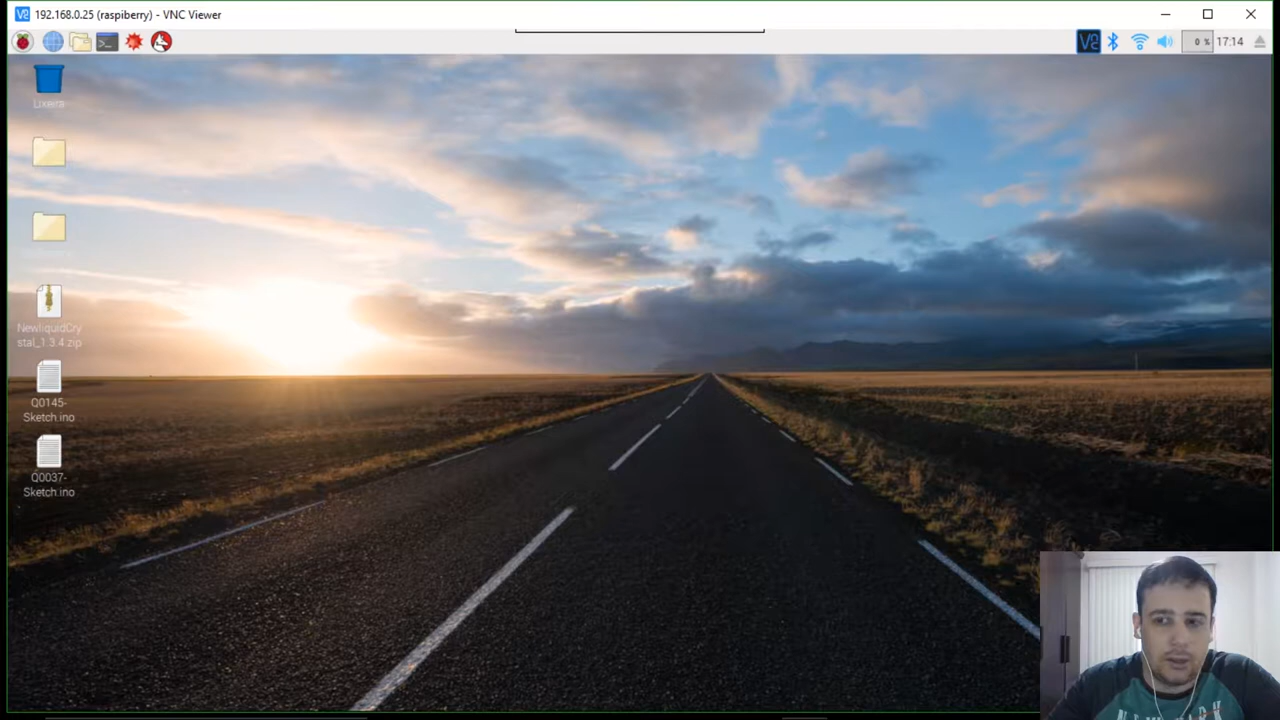 192.168.0.25 (raspiberry) - VNC Viewer
0 %
17:14
Lixeira
NewliquidCry
stal_1.3.4.zip
Q0145-
Sketch.ino
Q0037-
Sketch.ino